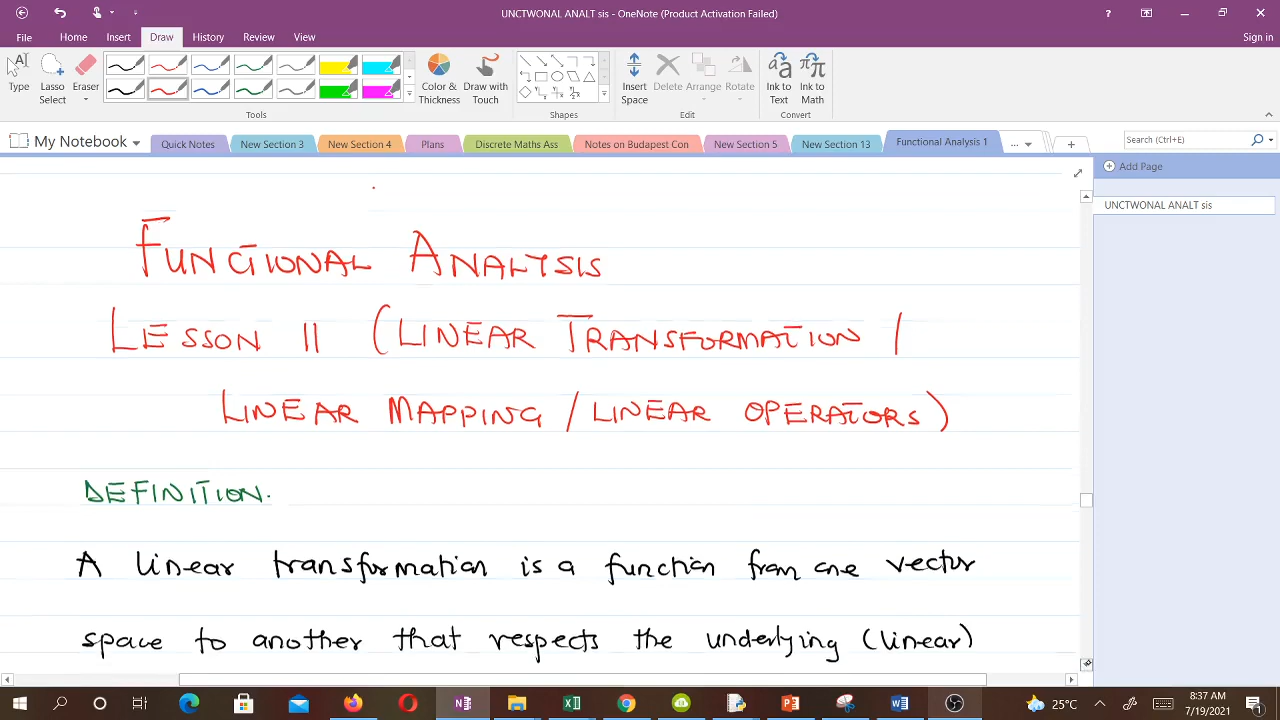 UNCTWONAL ANALT sis - OneNote (Product Activation Failed)
Sign in
File Home Insert Draw History Review View
Type
Lasso Select
Eraser
Color & Thickness
Draw with Touch
Insert Space
Delete
Arrange
Rotate
Ink to Text
Ink to Math
Tools
Shapes
Edit
Convert
My Notebook
Quick Notes
New Section 3
New Section 4
Plans
Discrete Maths Ass
Notes on Budapest Con
New Section 5
New Section 13
Functional Analysis 1
...
Search (Ctrl+E)
Add Page
UNCTWONAL ANALT sis
FUNCTIONAL ANALYSIS
LESSON 11 (LINEAR TRANSFORMATION /
LINEAR MAPPING / LINEAR OPERATORS)
DEFINITION.
A linear transformation is a function from one vector
space to another that respects the underlying (linear)
25°C
8:37 AM
7/19/2021